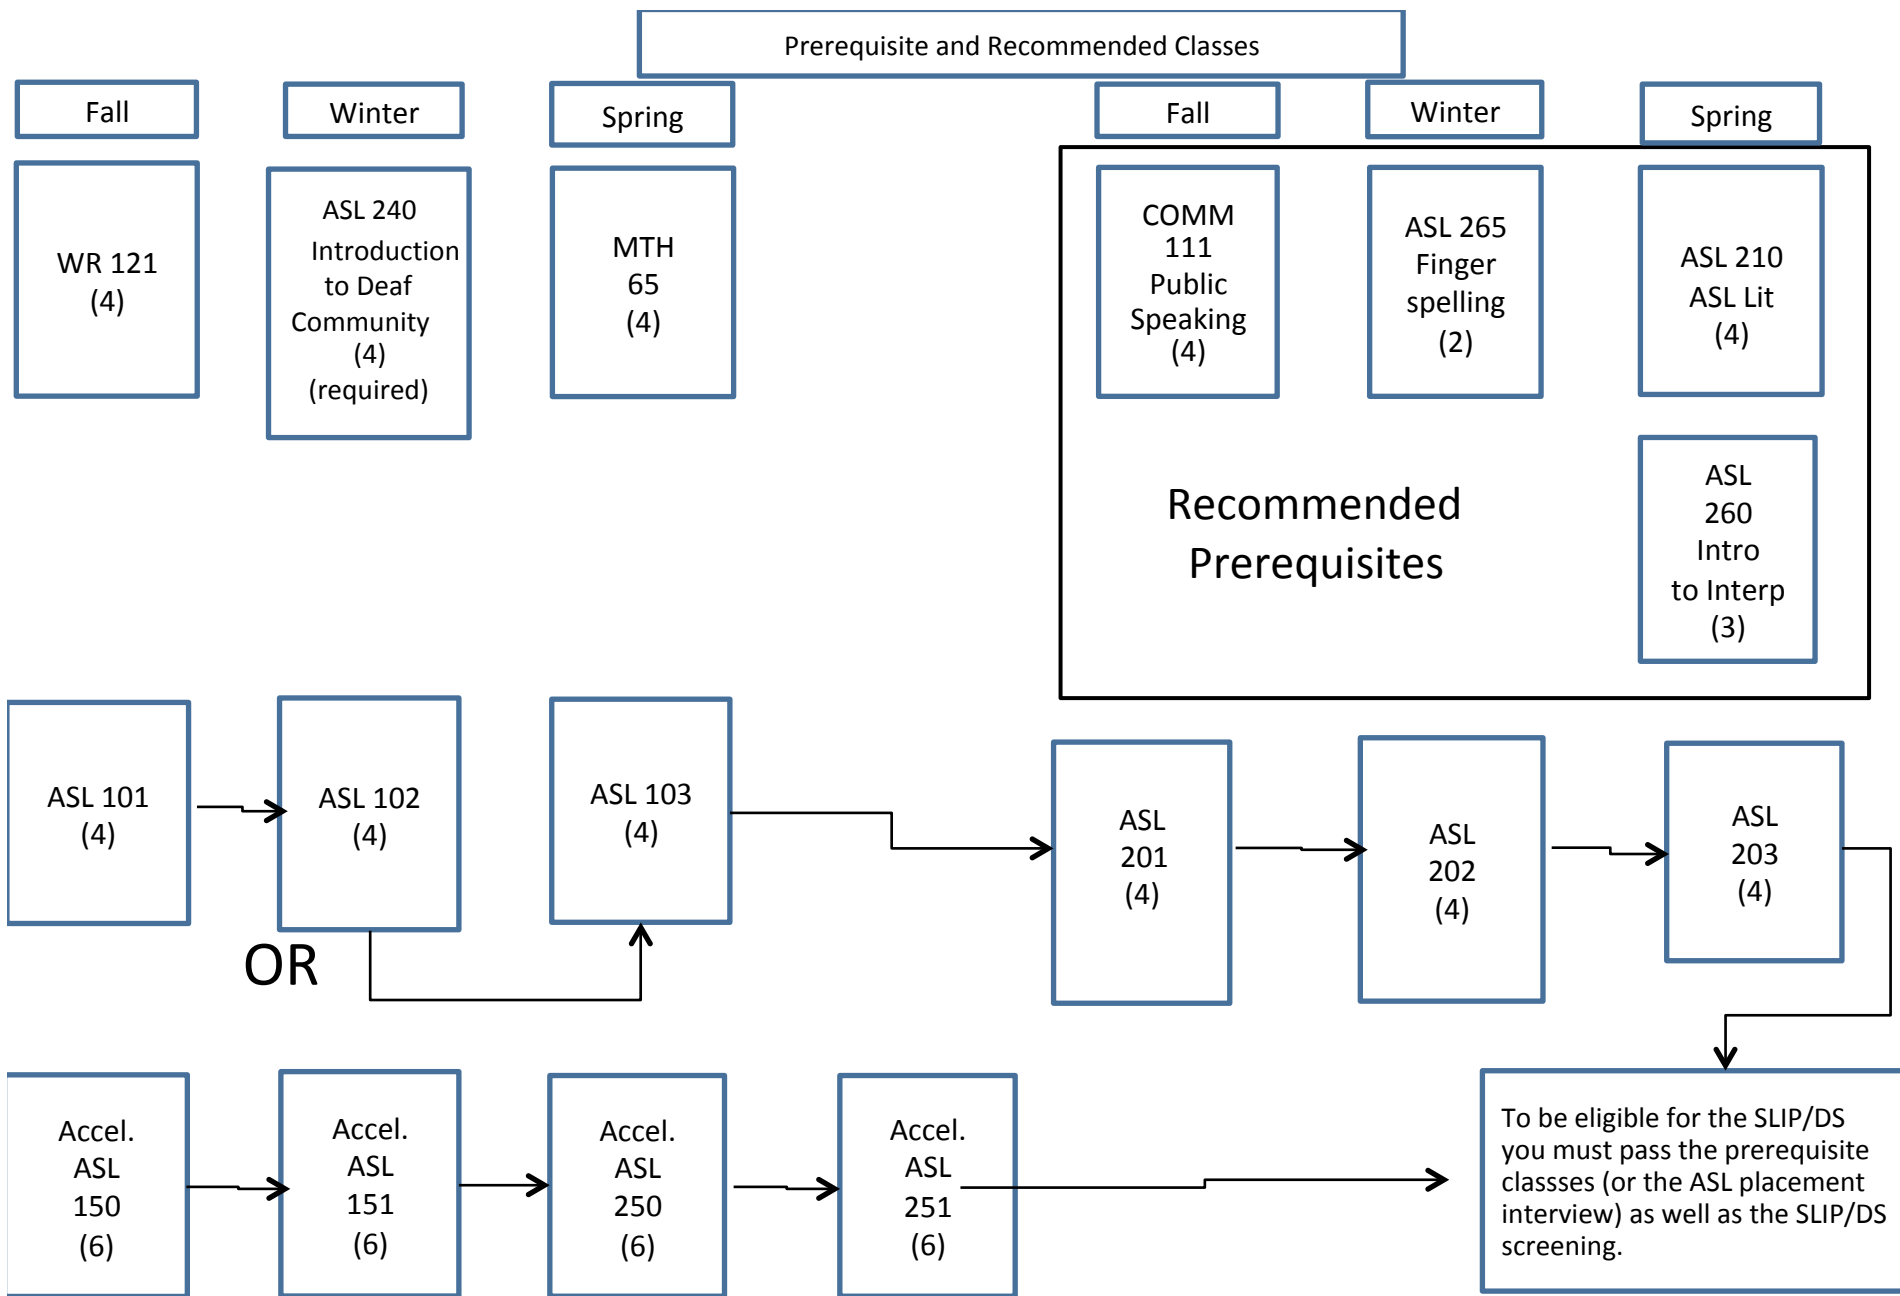 Prerequisite and Recommended Classes
Fall
Winter
Spring
Fall
Winter
Spring
WR 121
(4)
ASL 240
Introduction
to Deaf
Community
(4)
(required)
MTH
65
(4)
COMM
111
Public
Speaking
(4)
ASL 265
Finger
spelling
(2)
ASL 210
ASL Lit
(4)
Recommended
Prerequisites
ASL
260
Intro
to Interp
(3)
ASL 101
(4)
ASL 102
(4)
ASL 103
(4)
ASL
201
(4)
ASL
202
(4)
ASL
203
(4)
OR
Accel.
ASL
150
(6)
Accel.
ASL
151
(6)
Accel.
ASL
250
(6)
Accel.
ASL
251
(6)
To be eligible for the SLIP/DS
you must pass the prerequisite
classses (or the ASL placement
interview) as well as the SLIP/DS
screening.